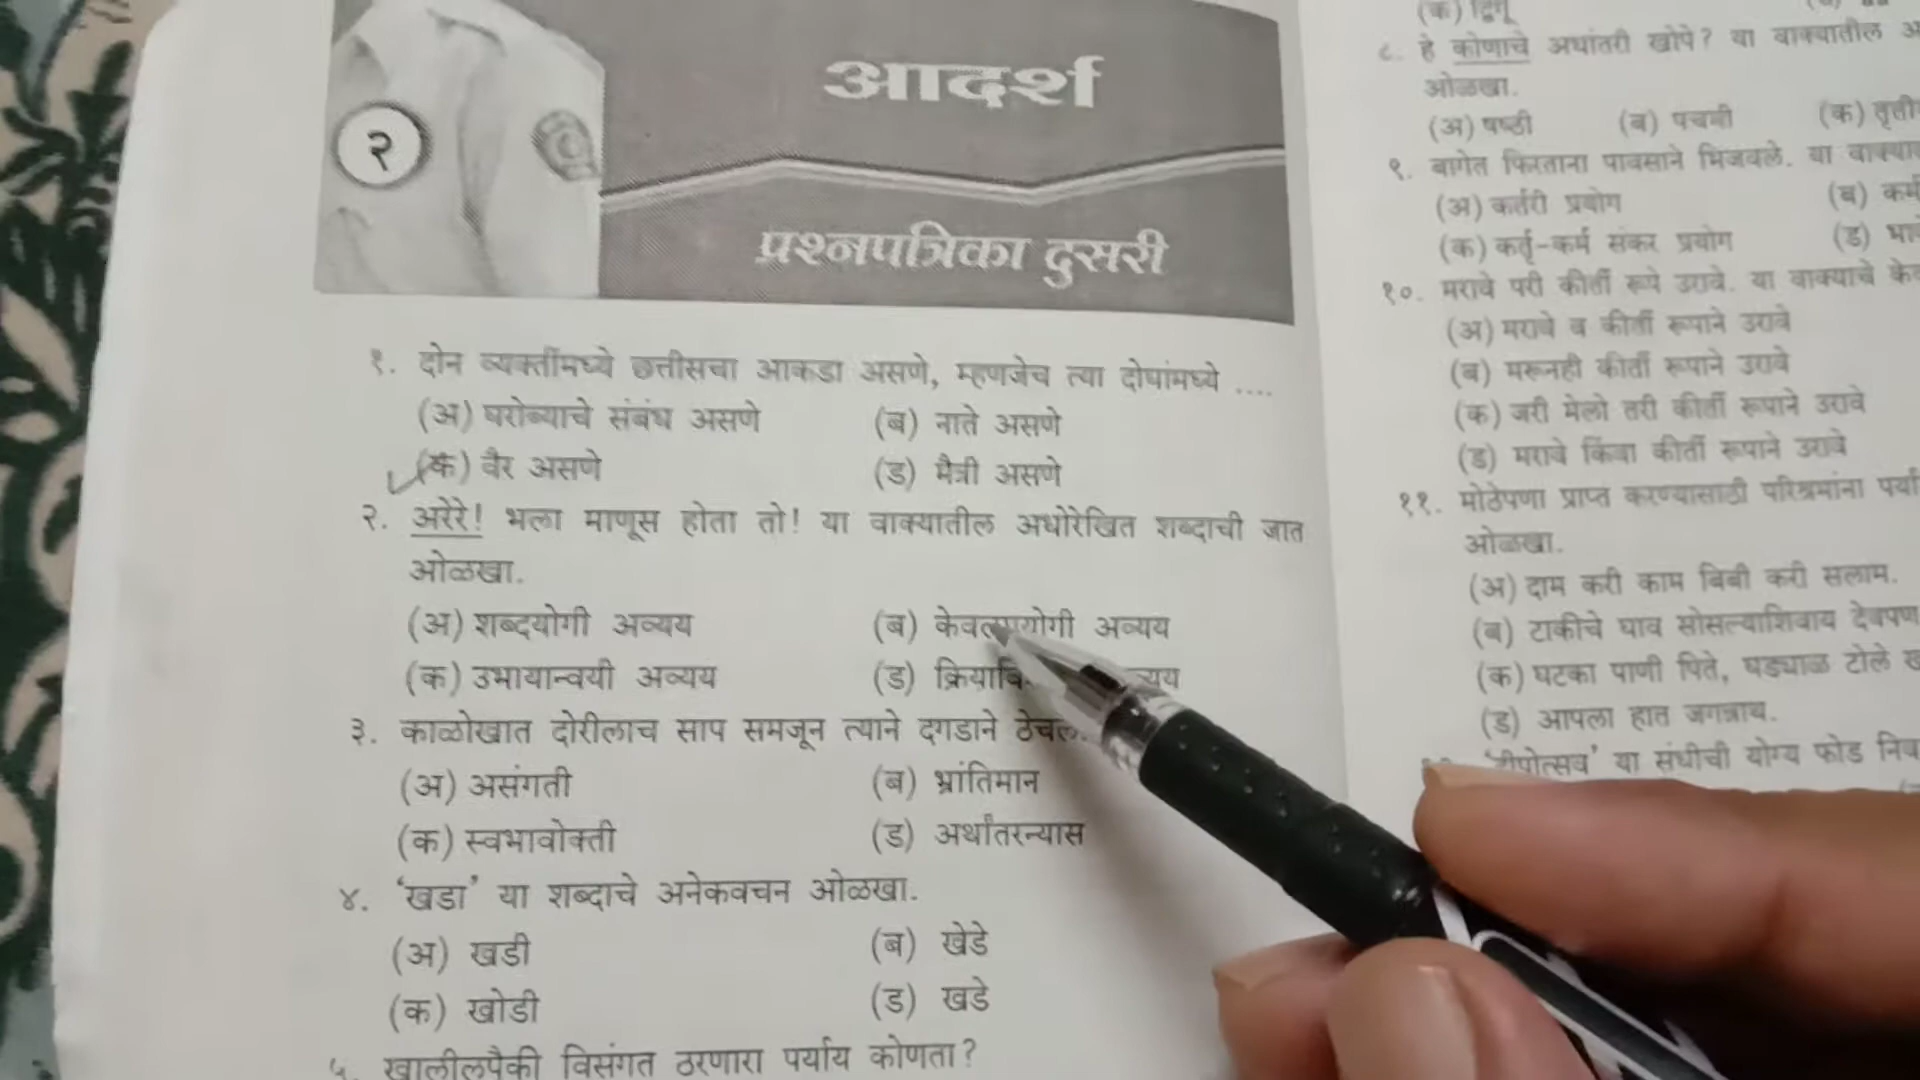 २
आदर्श
प्रश्नपत्रिका दुसरी
१. दोन व्यक्तींमध्ये छत्तीसचा आकडा असणे, म्हणजेच त्या दोघांमध्ये ....
(अ) घरोब्याचे संबंध असणे (ब) नाते असणे
(क) वैर असणे (ड) मैत्री असणे
२. अरेरे! भला माणूस होता तो! या वाक्यातील अधोरेखित शब्दाची जात
ओळखा.
(अ) शब्दयोगी अव्यय (ब) केवलप्रयोगी अव्यय
(क) उभायान्वयी अव्यय (ड)
३. काळोखात दोरीलाच साप समजून त्याने दगडाने
(अ) असंगती (ब) भ्रांतिमान
(क) स्वभावोक्ती (ड) अर्थांतरन्यास
४. ‘खडा’ या शब्दाचे अनेकवचन ओळखा.
(अ) खडी (ब) खेडे
(क) खोडी (ड) खडे
५. खालीलपैकी विसंगत ठरणारा पर्याय कोणता?
(क) द्विगू
८. हे कोणाचे अधांतरी खोपे? या वाक्यातील
ओळखा.
(अ) षष्ठी (ब) पंचमी (क)
९. बागेत फिरताना पावसाने भिजवले. या
(अ) कर्तरी प्रयोग (ब)
(क) कर्तृ-कर्म संकर प्रयोग (ड)
१०. मरावे परी कीर्ती रूपे उरावे. या वाक्याचे
(अ) मरावे व कीर्ती रूपाने उरावे
(ब) मरूनही कीर्ती रूपाने उरावे
(क) जरी मेलो तरी कीर्ती रूपाने उरावे
(ड) मरावे किंवा कीर्ती रूपाने उरावे
११. मोठेपणा प्राप्त करण्यासाठी परिश्रमांना
ओळखा.
(अ) दाम करी काम बिबी करी सलाम.
(ब) टाकीचे घाव सोसल्याशिवाय
(क) घटका पाणी पिते, घड्याळ टोले
(ड) आपला हात जगन्नाथ.
या संधीची योग्य फोड